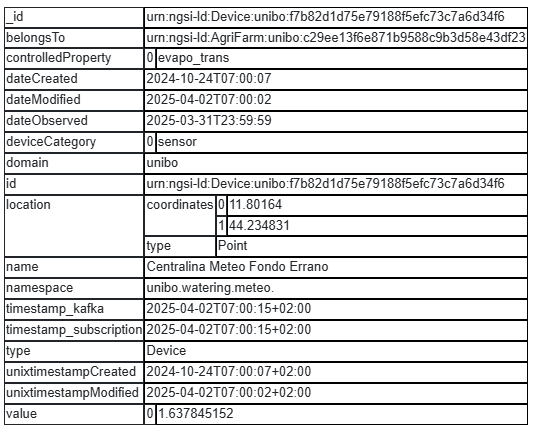 _id urn:ngsi-ld:Device:unibo:f7b82d1d75e79188f5efc73c7a6d34f6
belongsTo urn:ngsi-ld:AgriFarm:unibo:c29ee13f6e871b9588c9b3d58e43df23
controlledProperty 0 evapo_trans
dateCreated 2024-10-24T07:00:07
dateModified 2025-04-02T07:00:02
dateObserved 2025-03-31T23:59:59
deviceCategory 0 sensor
domain unibo
id urn:ngsi-ld:Device:unibo:f7b82d1d75e79188f5efc73c7a6d34f6
location coordinates 0 11.80164
1 44.234831
type Point
name Centralina Meteo Fondo Errano
namespace unibo.watering.meteo.
timestamp_kafka 2025-04-02T07:00:15+02:00
timestamp_subscription 2025-04-02T07:00:15+02:00
type Device
unixtimestampCreated 2024-10-24T07:00:07+02:00
unixtimestampModified 2025-04-02T07:00:02+02:00
value 0 1.637845152